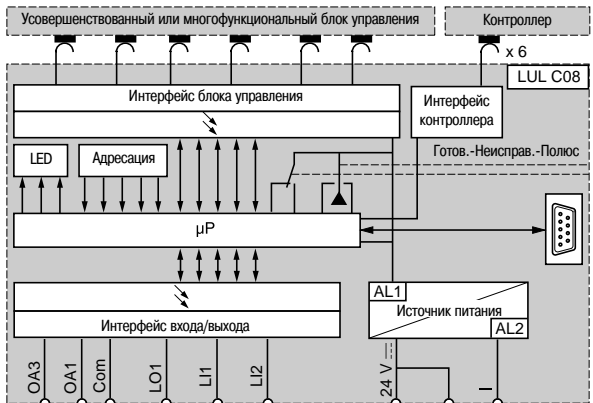 Усовершенствованный или многофункциональный блок управления
Контроллер
x 6
LUL C08
Интерфейс блока управления
Интерфейс
контроллера
LED
Адресация
Готов.-Неисправ.-Полюс
µP
AL1
Источник питания
AL2
Интерфейс входа/выхода
OA3
OA1
Com
LO1
LI1
LI2
24 V
I